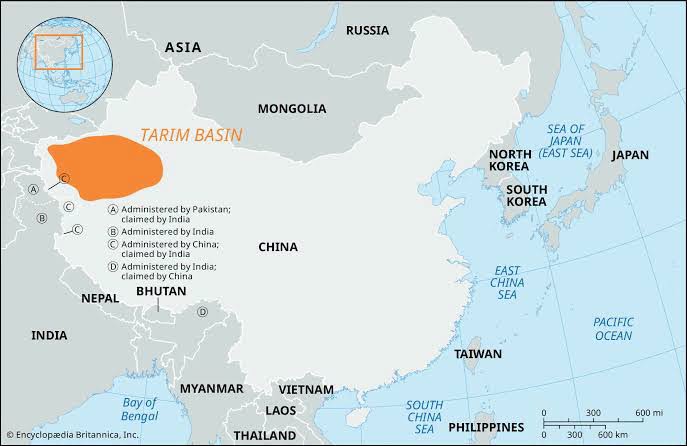 RUSSIA
ASIA
MONGOLIA
TARIM BASIN
SEA OF
JAPAN
(EAST SEA)
NORTH
KOREA
JAPAN
SOUTH
KOREA
A
C
C
B
C
A Administered by Pakistan;
claimed by India
B Administered by India
C Administered by China;
claimed by India
D Administered by India;
claimed by China
CHINA
EAST
CHINA
SEA
NEPAL
BHUTAN
D
INDIA
PACIFIC
OCEAN
TAIWAN
MYANMAR
VIETNAM
Bay of
Bengal
LAOS
SOUTH
CHINA
SEA
THAILAND
PHILIPPINES
0 300 600 mi
0 300 600 km
© Encyclopædia Britannica, Inc.